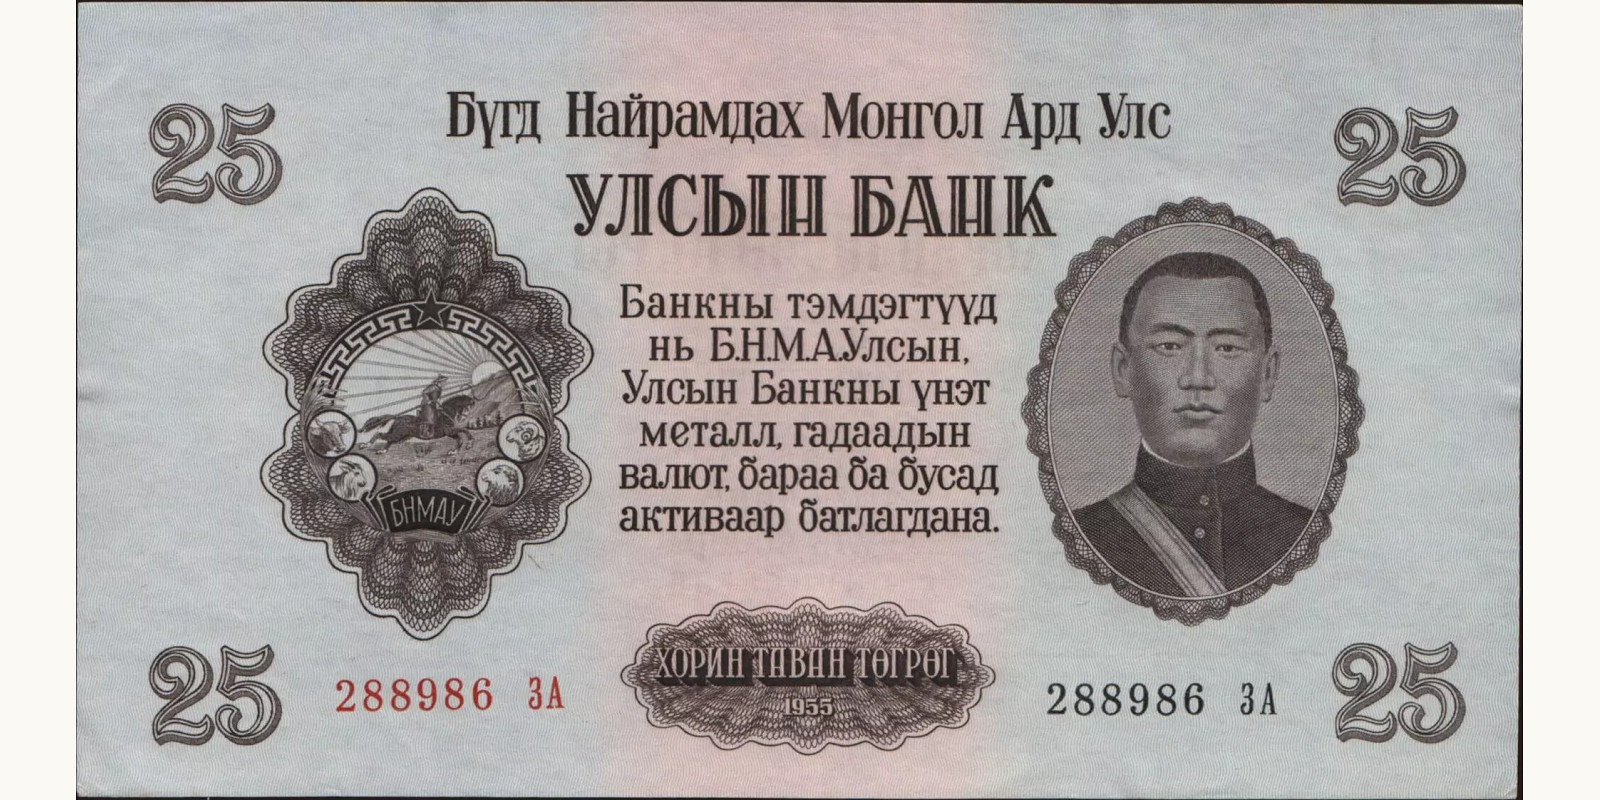 25
25
Бүгд Найрамдах Монгол Ард Улс
УЛСЫН БАНК
Банкны тэмдэгтүүд
нь Б.Н.М.А.Улсын,
Улсын Банкны үнэт
металл, гадаадын
валют, бараа ба бусад
активаар батлагдана.
БНМАУ
ХОРИН ТАВАН ТӨГРӨГ
1955
25
288986 ЗА
288986 ЗА
25